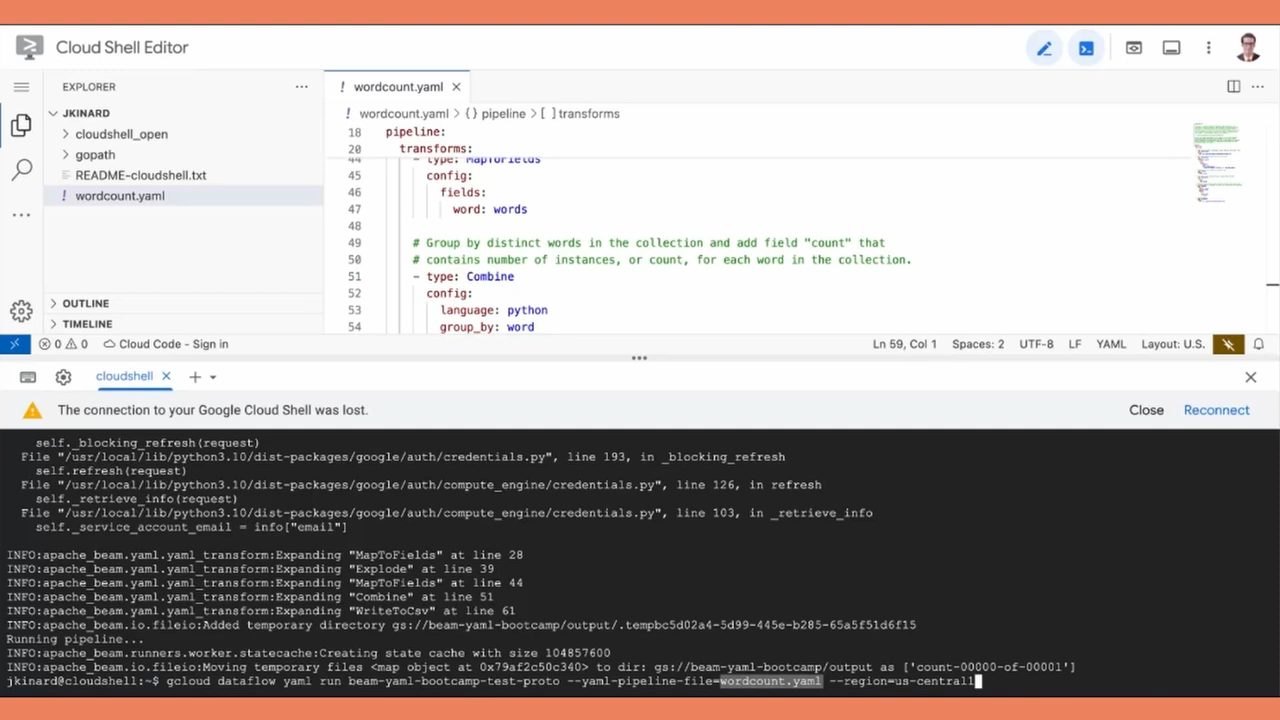 Cloud Shell Editor
EXPLORER
JKINARD
cloudshell_open
gopath
README-cloudshell.txt
! wordcount.yaml
OUTLINE
TIMELINE
! wordcount.yaml
! wordcount.yaml > {} pipeline > [ ] transforms
18 pipeline:
20 transforms:
44 - type: MapToFields
45 config:
46 fields:
47 word: words
48
49 # Group by distinct words in the collection and add field "count" that
50 # contains number of instances, or count, for each word in the collection.
51 - type: Combine
52 config:
53 language: python
54 group_by: word
0 0 Cloud Code - Sign in
Ln 59, Col 1 Spaces: 2 UTF-8 LF YAML Layout: U.S.
cloudshell
The connection to your Google Cloud Shell was lost.
Close Reconnect
self._blocking_refresh(request)
File "/usr/local/lib/python3.10/dist-packages/google/auth/credentials.py", line 193, in _blocking_refresh
self.refresh(request)
File "/usr/local/lib/python3.10/dist-packages/google/auth/compute_engine/credentials.py", line 126, in refresh
self._retrieve_info(request)
File "/usr/local/lib/python3.10/dist-packages/google/auth/compute_engine/credentials.py", line 103, in _retrieve_info
self._service_account_email = info["email"]
INFO:apache_beam.yaml.yaml_transform:Expanding "MapToFields" at line 28
INFO:apache_beam.yaml.yaml_transform:Expanding "Explode" at line 39
INFO:apache_beam.yaml.yaml_transform:Expanding "MapToFields" at line 44
INFO:apache_beam.yaml.yaml_transform:Expanding "Combine" at line 51
INFO:apache_beam.yaml.yaml_transform:Expanding "WriteToCsv" at line 61
INFO:apache_beam.io.fileio:Added temporary directory gs://beam-yaml-bootcamp/output/.tempbc5d02a4-5d99-445e-b285-65a5f51d6f15
Running pipeline...
INFO:apache_beam.runners.worker.statecache:Creating state cache with size 104857600
INFO:apache_beam.io.fileio:Moving temporary files <map object at 0x79af2c50c340> to dir: gs://beam-yaml-bootcamp/output as ['count-00000-of-00001']
jkinard@cloudshell:~$ gcloud dataflow yaml run beam-yaml-bootcamp-test-proto --yaml-pipeline-file=wordcount.yaml --region=us-central1